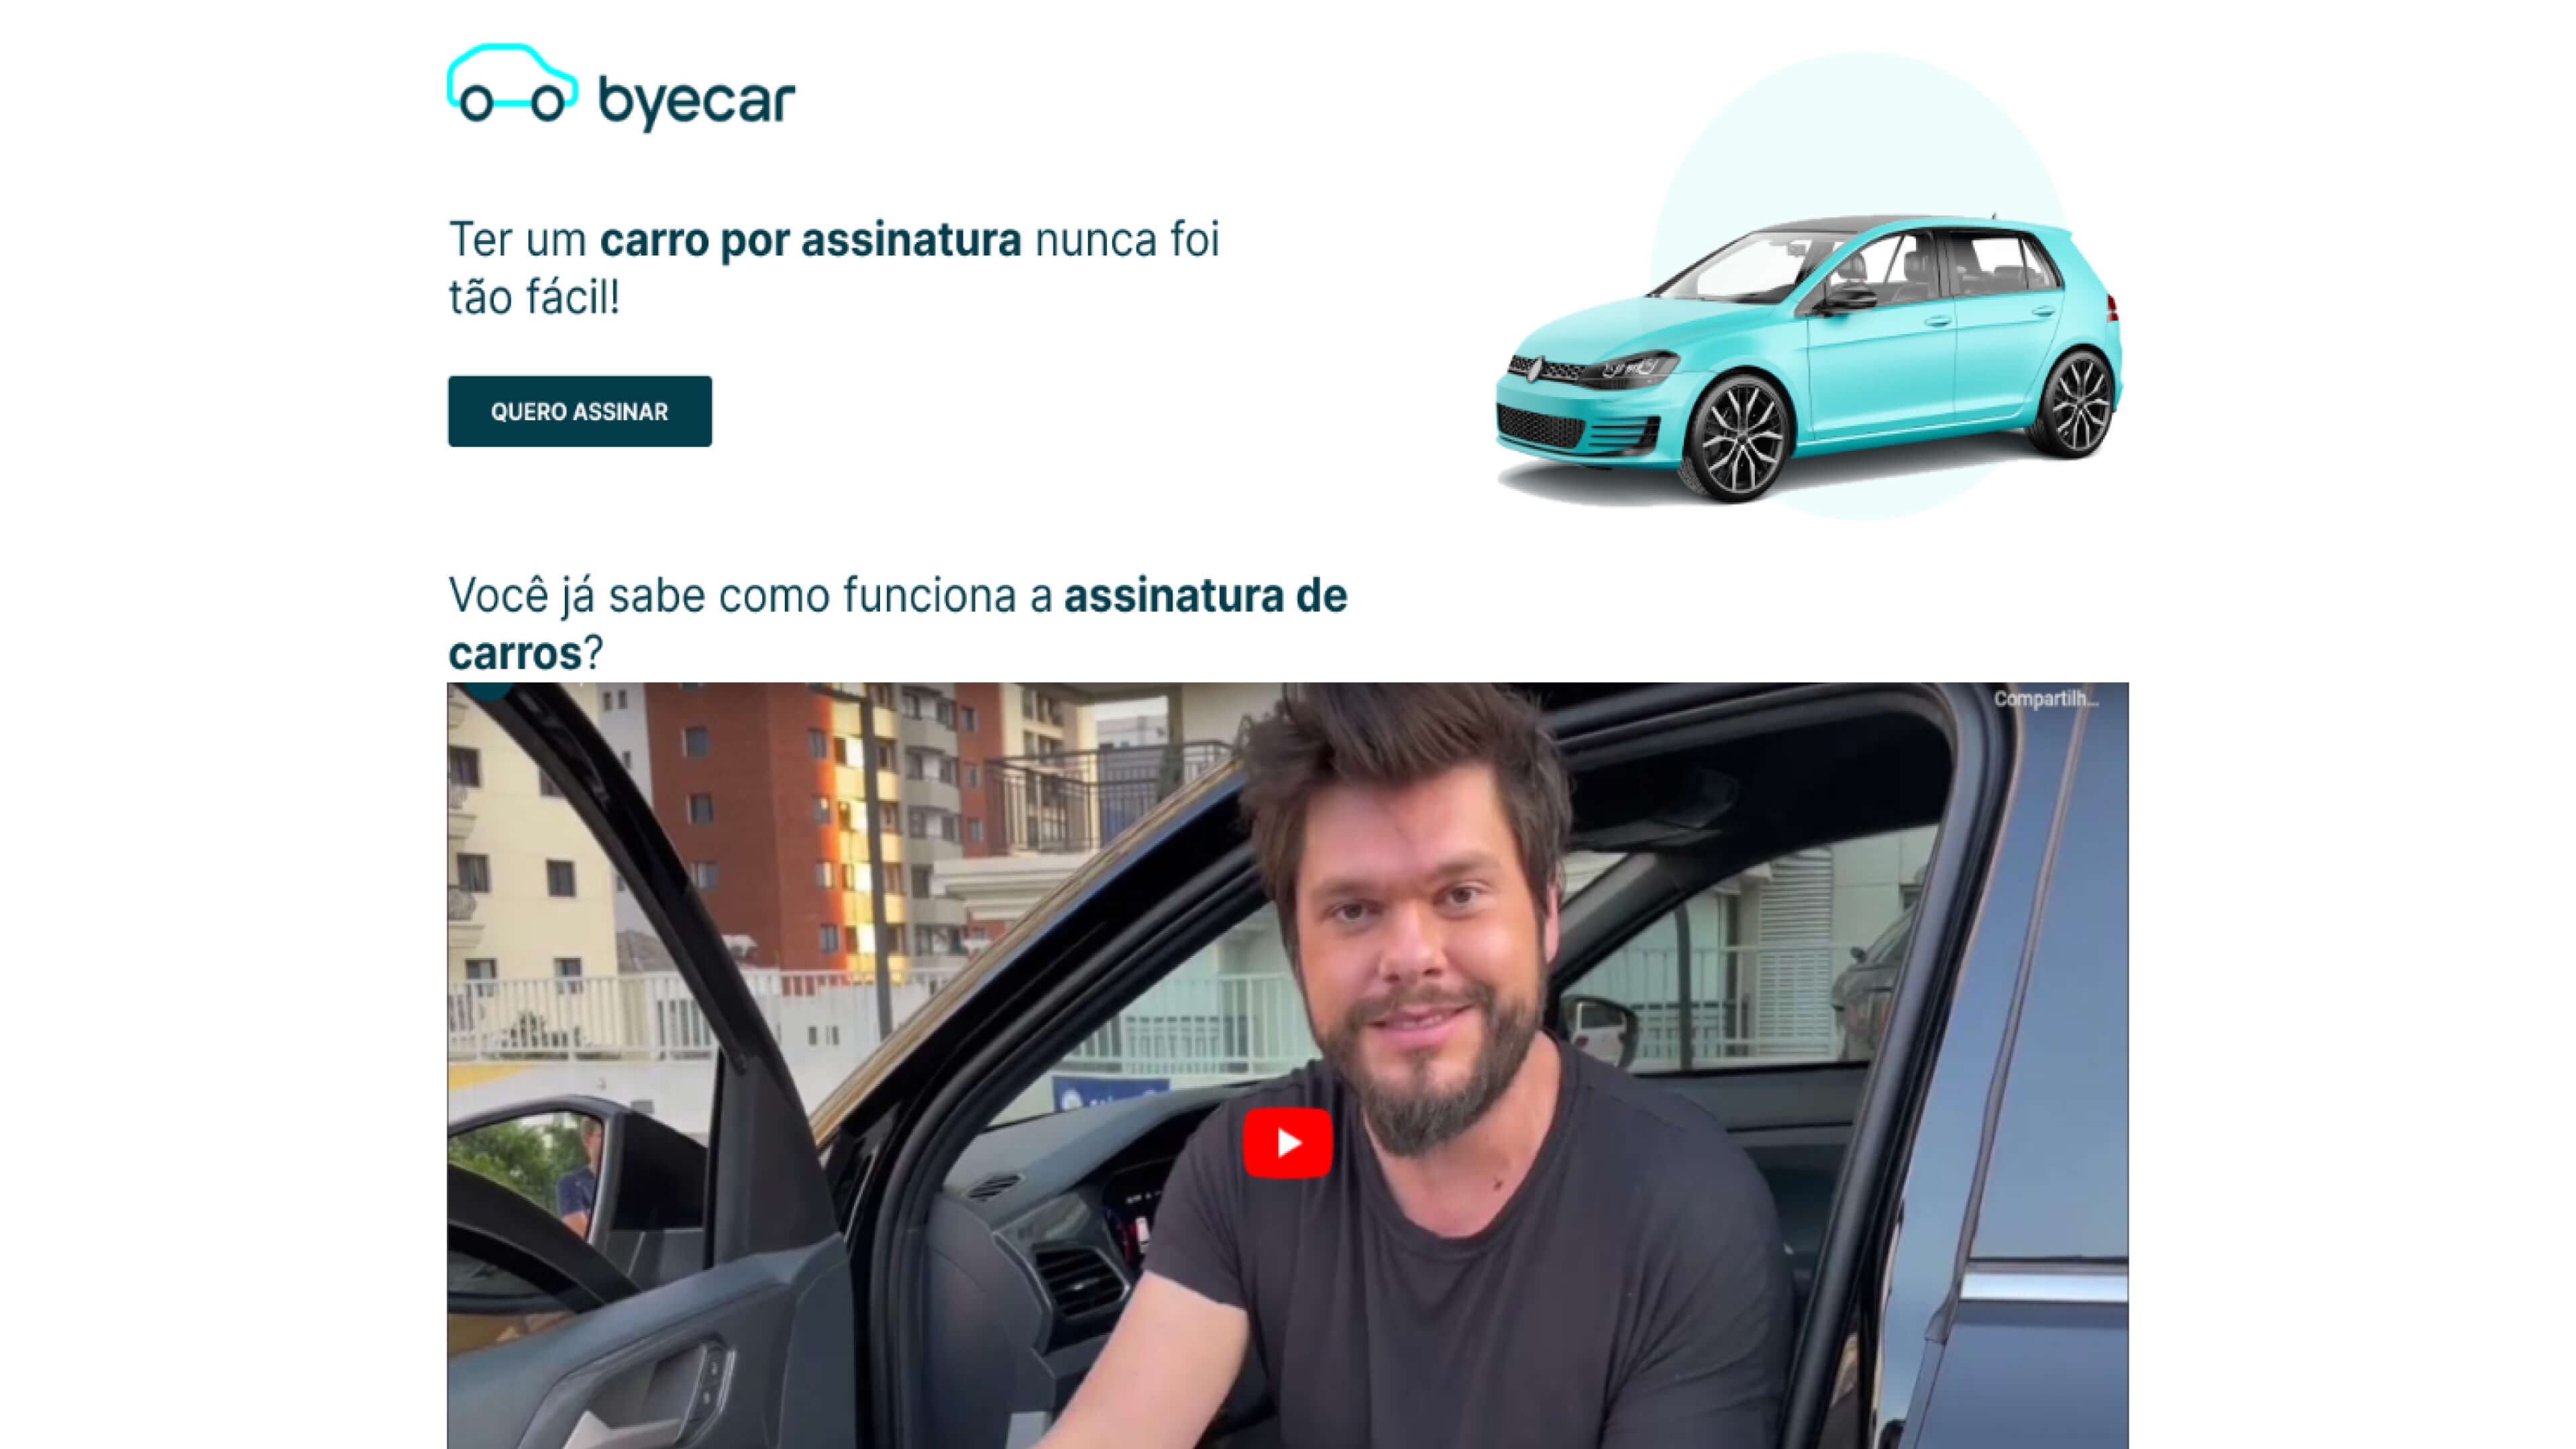 byecar
Ter um carro por assinatura nunca foi
tão fácil!
QUERO ASSINAR
Você já sabe como funciona a assinatura de
carros?
Compartilh...